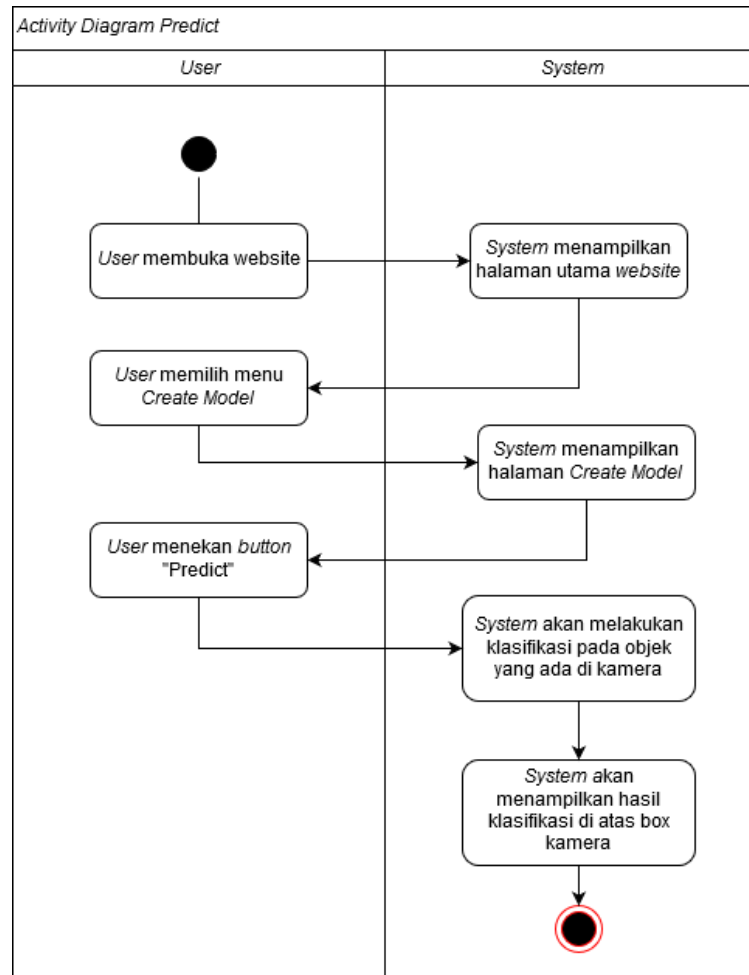 Activity Diagram Predict
User
System
User membuka website
System menampilkan
halaman utama website
User memilih menu
Create Model
System menampilkan
halaman Create Model
User menekan button
"Predict"
System akan melakukan
klasifikasi pada objek
yang ada di kamera
System akan
menampilkan hasil
klasifikasi di atas box
kamera